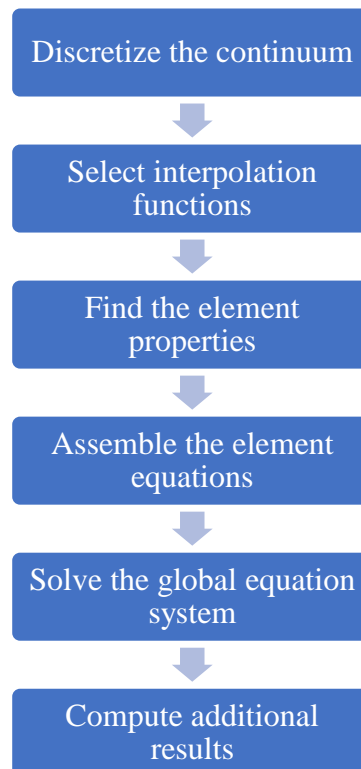 Discretize the continuum
Select interpolation
functions
Find the element
properties
Assemble the element
equations
Solve the global equation
system
Compute additional
results